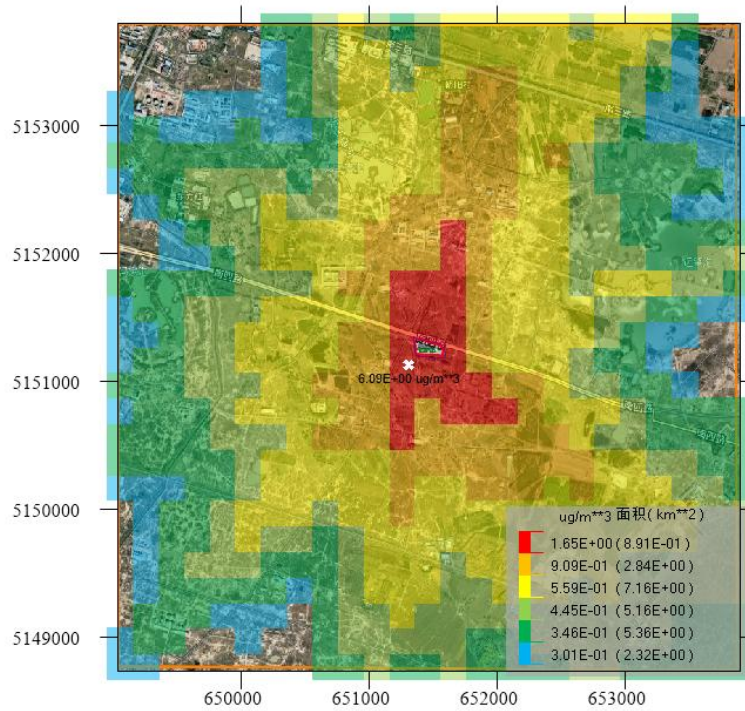 5153000
5152000
5151000
5150000
5149000
6.09E+00 ug/m**3
ug/m**3 面积(km**2)
1.65E+00 (8.91E-01)
9.09E-01 (2.84E+00)
5.59E-01 (7.16E+00)
4.45E-01 (5.16E+00)
3.46E-01 (5.36E+00)
3.01E-01 (2.32E+00)
650000 651000 652000 653000